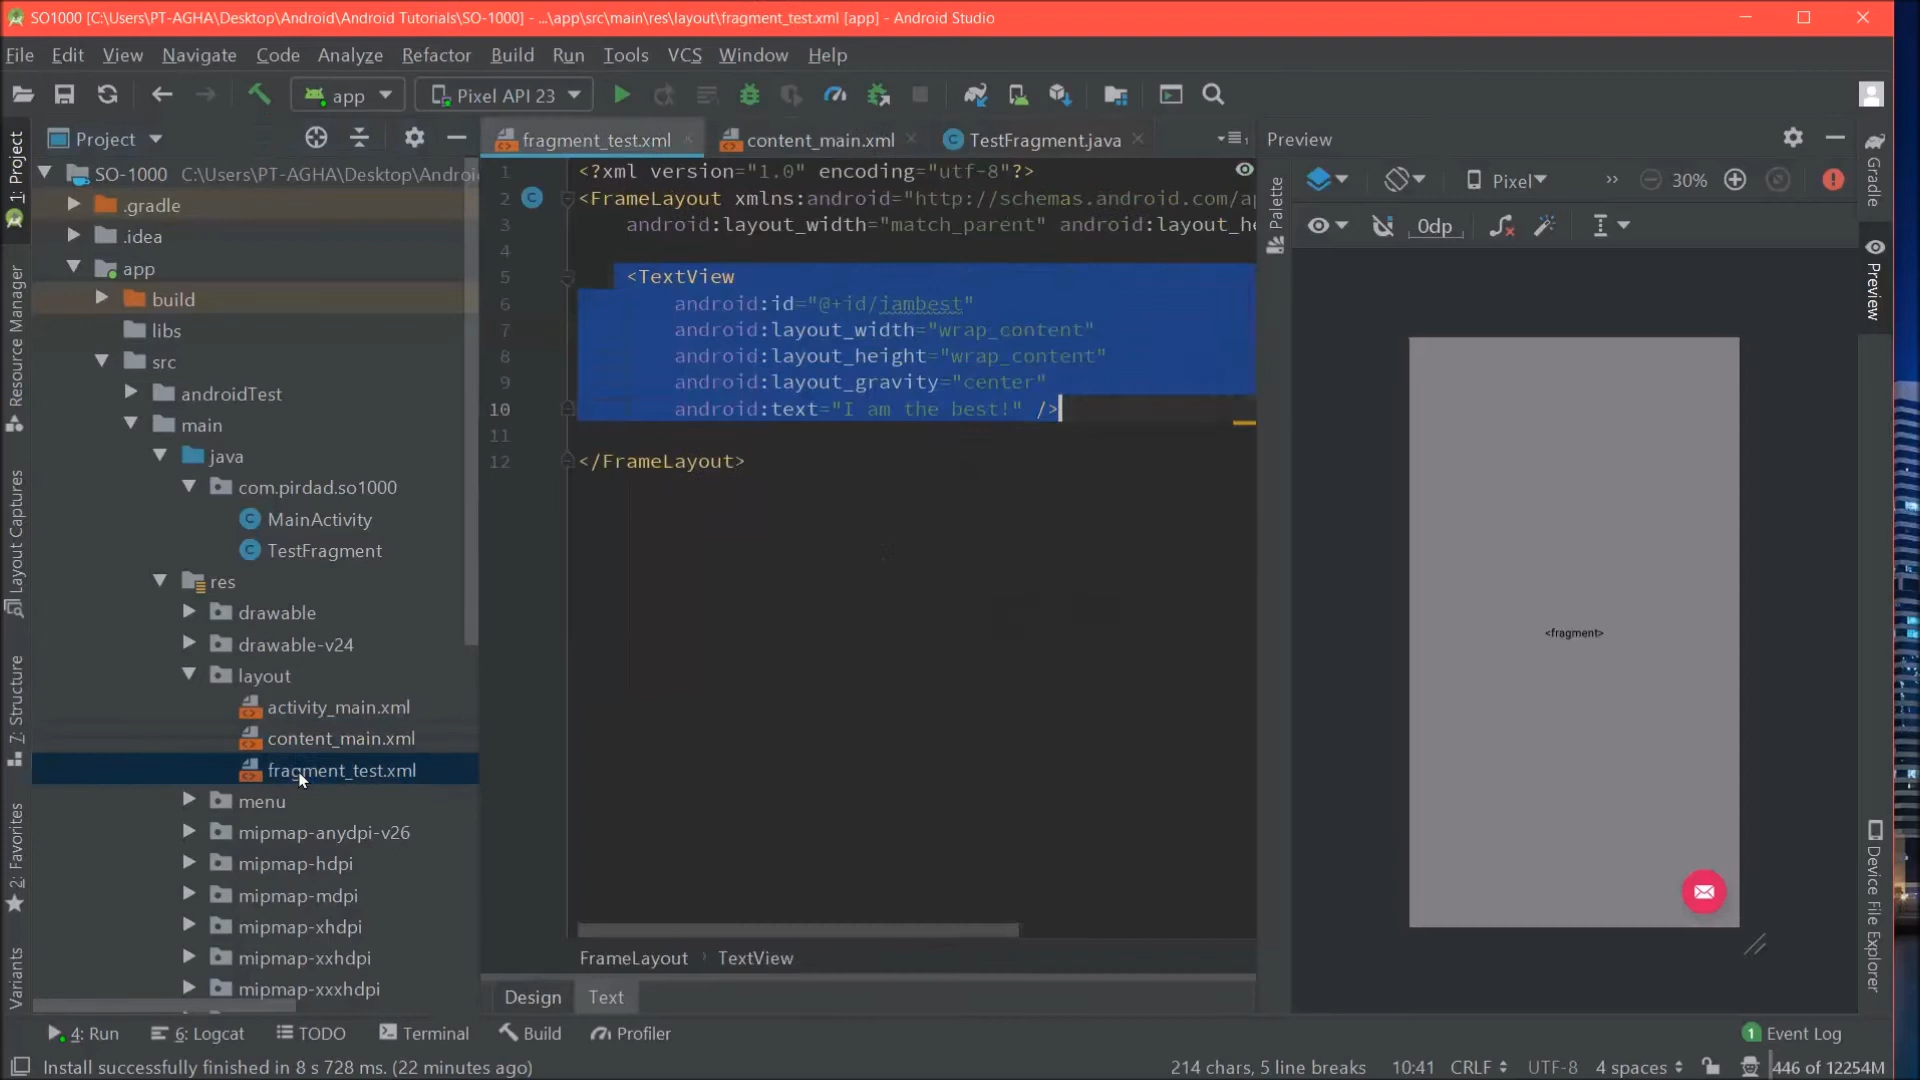 SO1000 [C:\Users\PT-AGHA\Desktop\Android\Android Tutorials\SO-1000] - ...\app\src\main\res\layout\fragment_test.xml [app] - Android Studio
File Edit View Navigate Code Analyze Refactor Build Run Tools VCS Window Help
app Pixel API 23
Project
fragment_test.xml content_main.xml TestFragment.java
Preview
SO-1000 C:\Users\PT-AGHA\Desktop\Androi
.gradle
.idea
app
build
libs
src
androidTest
main
java
com.pirdad.so1000
MainActivity
TestFragment
res
drawable
drawable-v24
layout
activity_main.xml
content_main.xml
fragment_test.xml
menu
mipmap-anydpi-v26
mipmap-hdpi
mipmap-mdpi
mipmap-xhdpi
mipmap-xxhdpi
mipmap-xxxhdpi
1 <?xml version="1.0" encoding="utf-8"?>
2 <FrameLayout xmlns:android="http://schemas.android.com/ap
3 android:layout_width="match_parent" android:layout_he
4
5 <TextView
6 android:id="@+id/iambest"
7 android:layout_width="wrap_content"
8 android:layout_height="wrap_content"
9 android:layout_gravity="center"
10 android:text="I am the best!" />
11
12 </FrameLayout>
FrameLayout TextView
Design Text
Palette
Pixel >> 30%
0dp
<fragment>
1: Project
Resource Manager
Layout Captures
7: Structure
2: Favorites
Variants
Gradle
Preview
Device File Explorer
4: Run 6: Logcat TODO Terminal Build Profiler
1 Event Log
Install successfully finished in 8 s 728 ms. (22 minutes ago)
214 chars, 5 line breaks 10:41 CRLF UTF-8 4 spaces 446 of 12254M